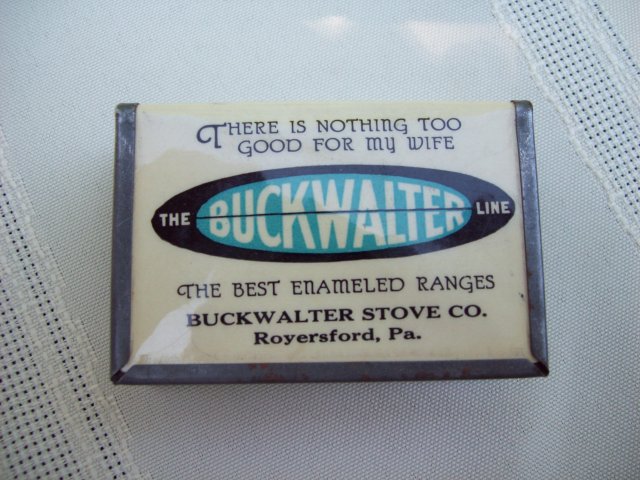 THERE IS NOTHING TOO
GOOD FOR MY WIFE
THE BUCKWALTER LINE
THE BEST ENAMELED RANGES
BUCKWALTER STOVE CO.
Royersford, Pa.